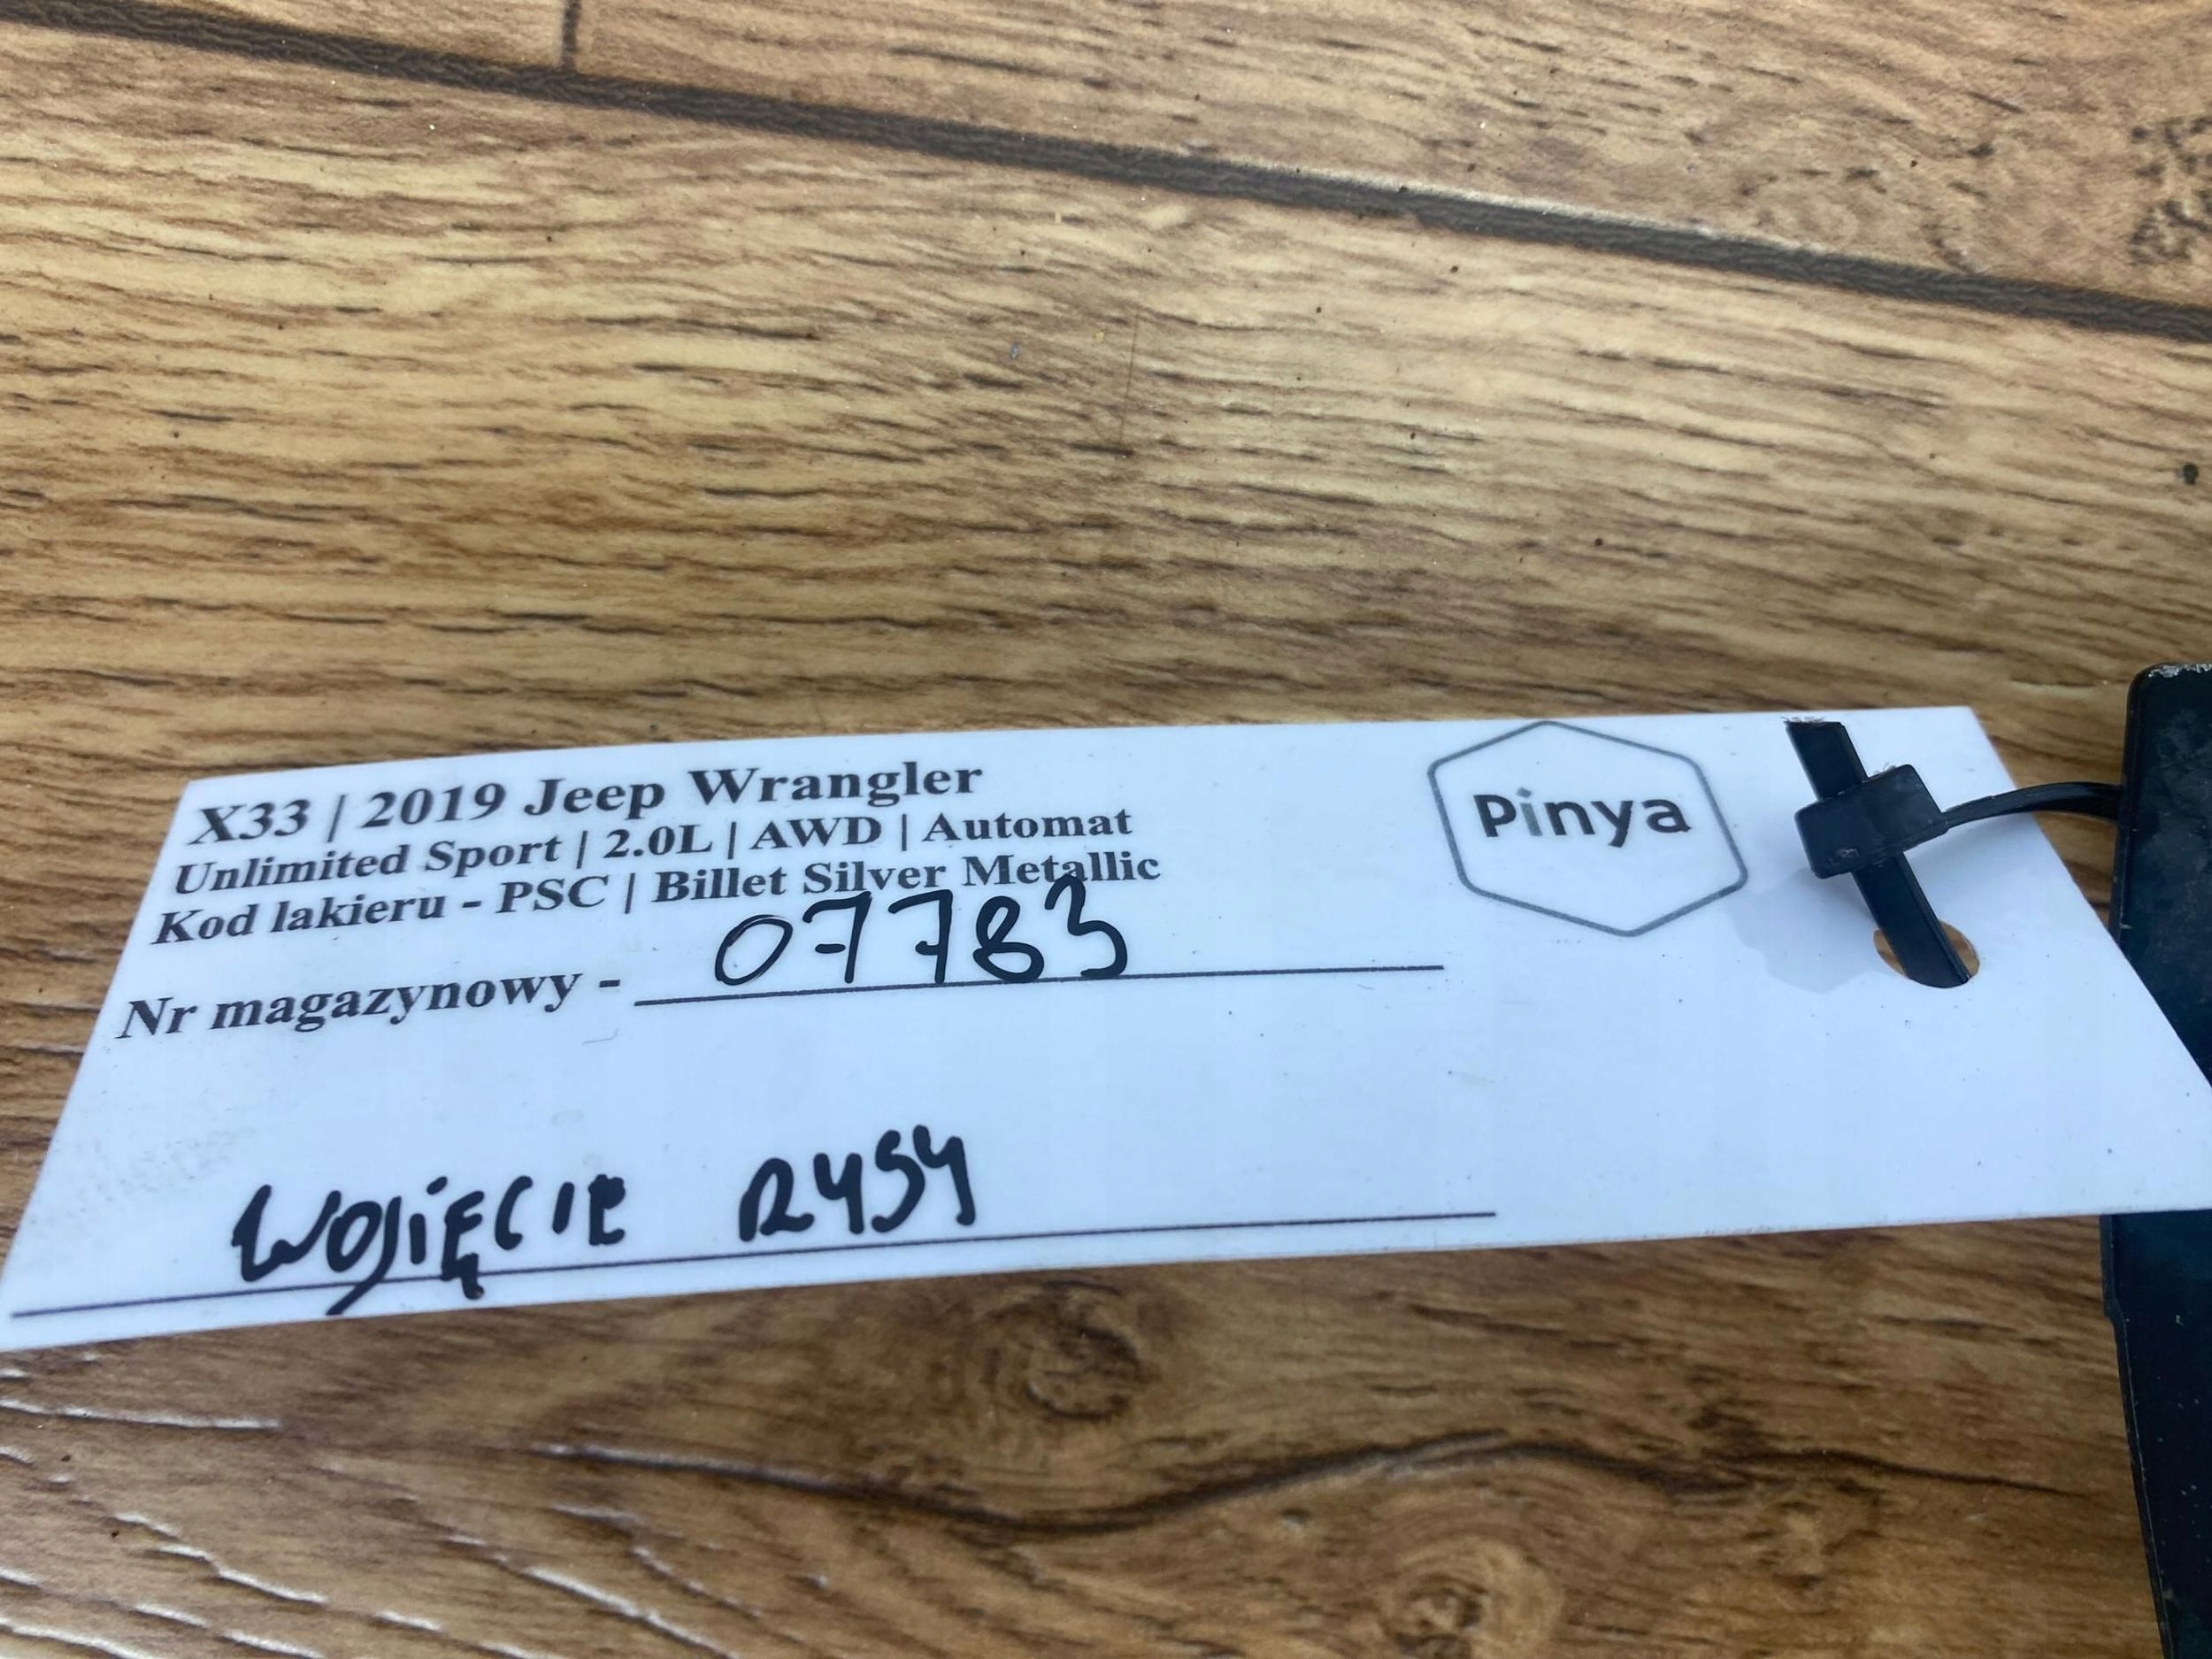 X33 | 2019 Jeep Wrangler
Unlimited Sport | 2.0L | AWD | Automat
Kod lakieru - PSC | Billet Silver Metallic
Nr magazynowy - 07783
Pinya
WOJIĘCIE RYSY